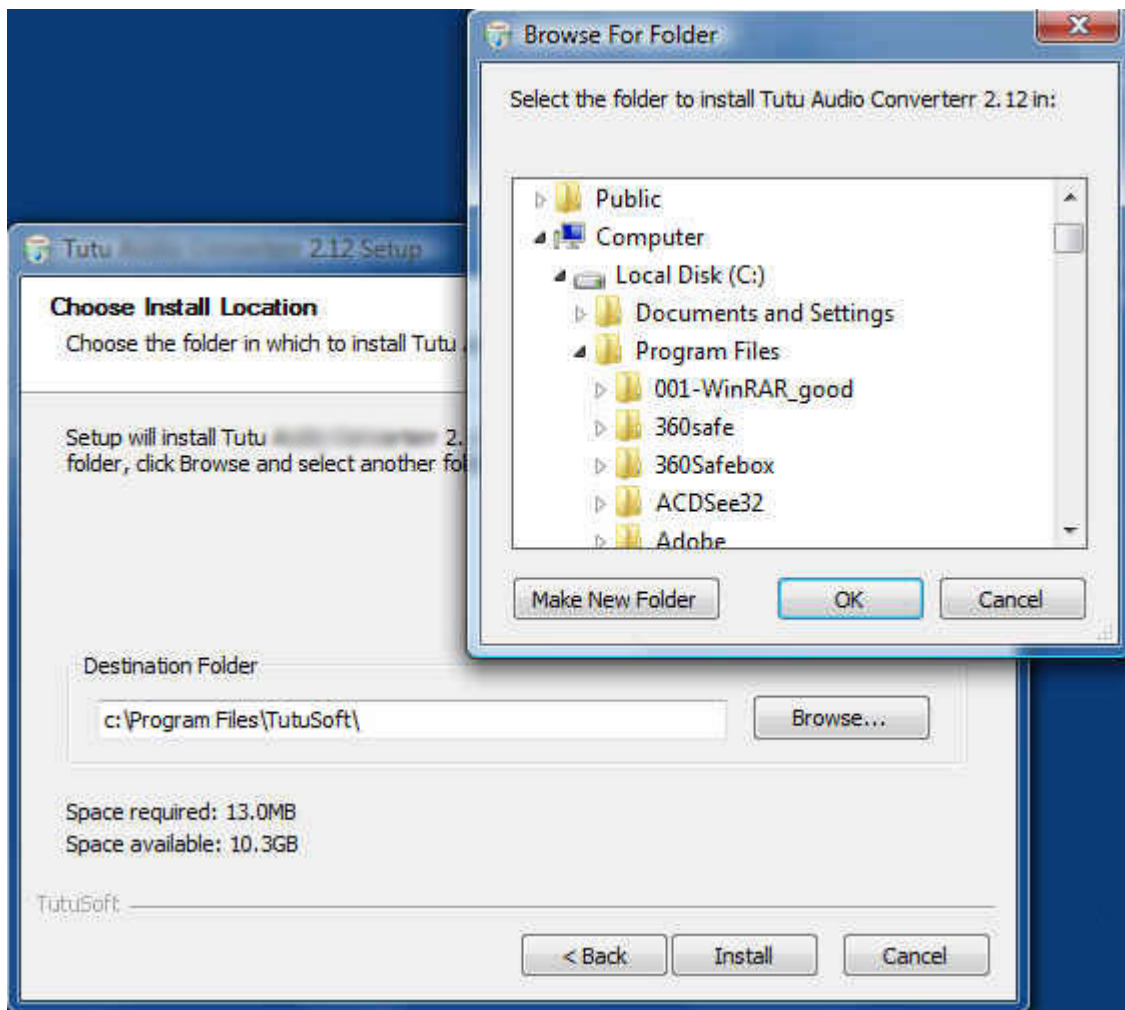 Browse For Folder
X
Select the folder to install Tutu Audio Converterr 2.12 in:
Public
Computer
Local Disk (C:)
Documents and Settings
Program Files
001-WinRAR_good
360safe
360Safebox
ACDSee32
Adobe
Make New Folder
OK
Cancel
Tutu 2.12 Setup
Choose Install Location
Choose the folder in which to install Tutu
Setup will install Tutu 2.
folder, click Browse and select another
Destination Folder
c:\Program Files\TutuSoft\
Browse...
Space required: 13.0MB
Space available: 10.3GB
TutuSoft
< Back
Install
Cancel